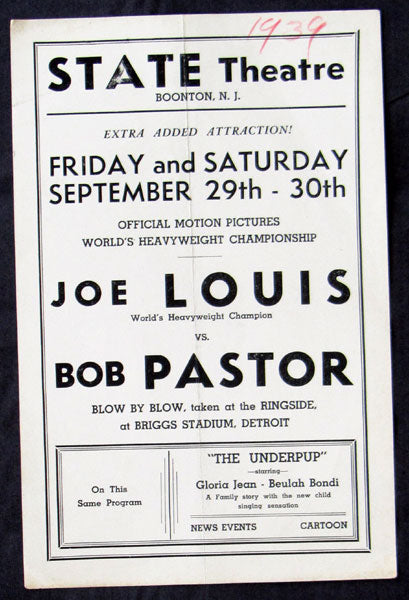 1939
STATE Theatre
BOONTON, N. J.
EXTRA ADDED ATTRACTION!
FRIDAY and SATURDAY
SEPTEMBER 29th - 30th
OFFICIAL MOTION PICTURES
WORLD'S HEAVYWEIGHT CHAMPIONSHIP
JOE LOUIS
World's Heavyweight Champion
VS.
BOB PASTOR
BLOW BY BLOW, taken at the RINGSIDE,
at BRIGGS STADIUM, DETROIT
On This
Same Program
"THE UNDERPUP"
—starring—
Gloria Jean - Beulah Bondi
A Family story with the new child
singing sensation
NEWS EVENTS CARTOON